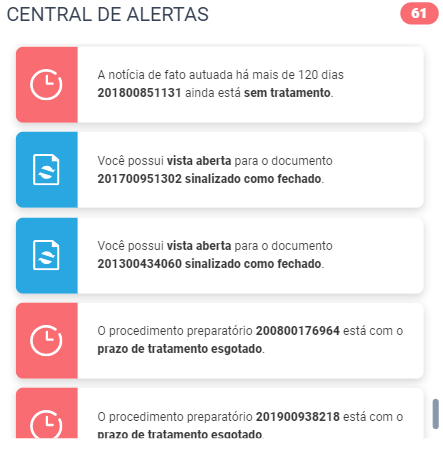 CENTRAL DE ALERTAS
61
A notícia de fato autuada há mais de 120 dias
201800851131 ainda está sem tratamento.
Você possui vista aberta para o documento
201700951302 sinalizado como fechado.
Você possui vista aberta para o documento
201300434060 sinalizado como fechado.
O procedimento preparatório 200800176964 está com o
prazo de tratamento esgotado.
O procedimento preparatório 201900938218 está com o
prazo de tratamento esgotado